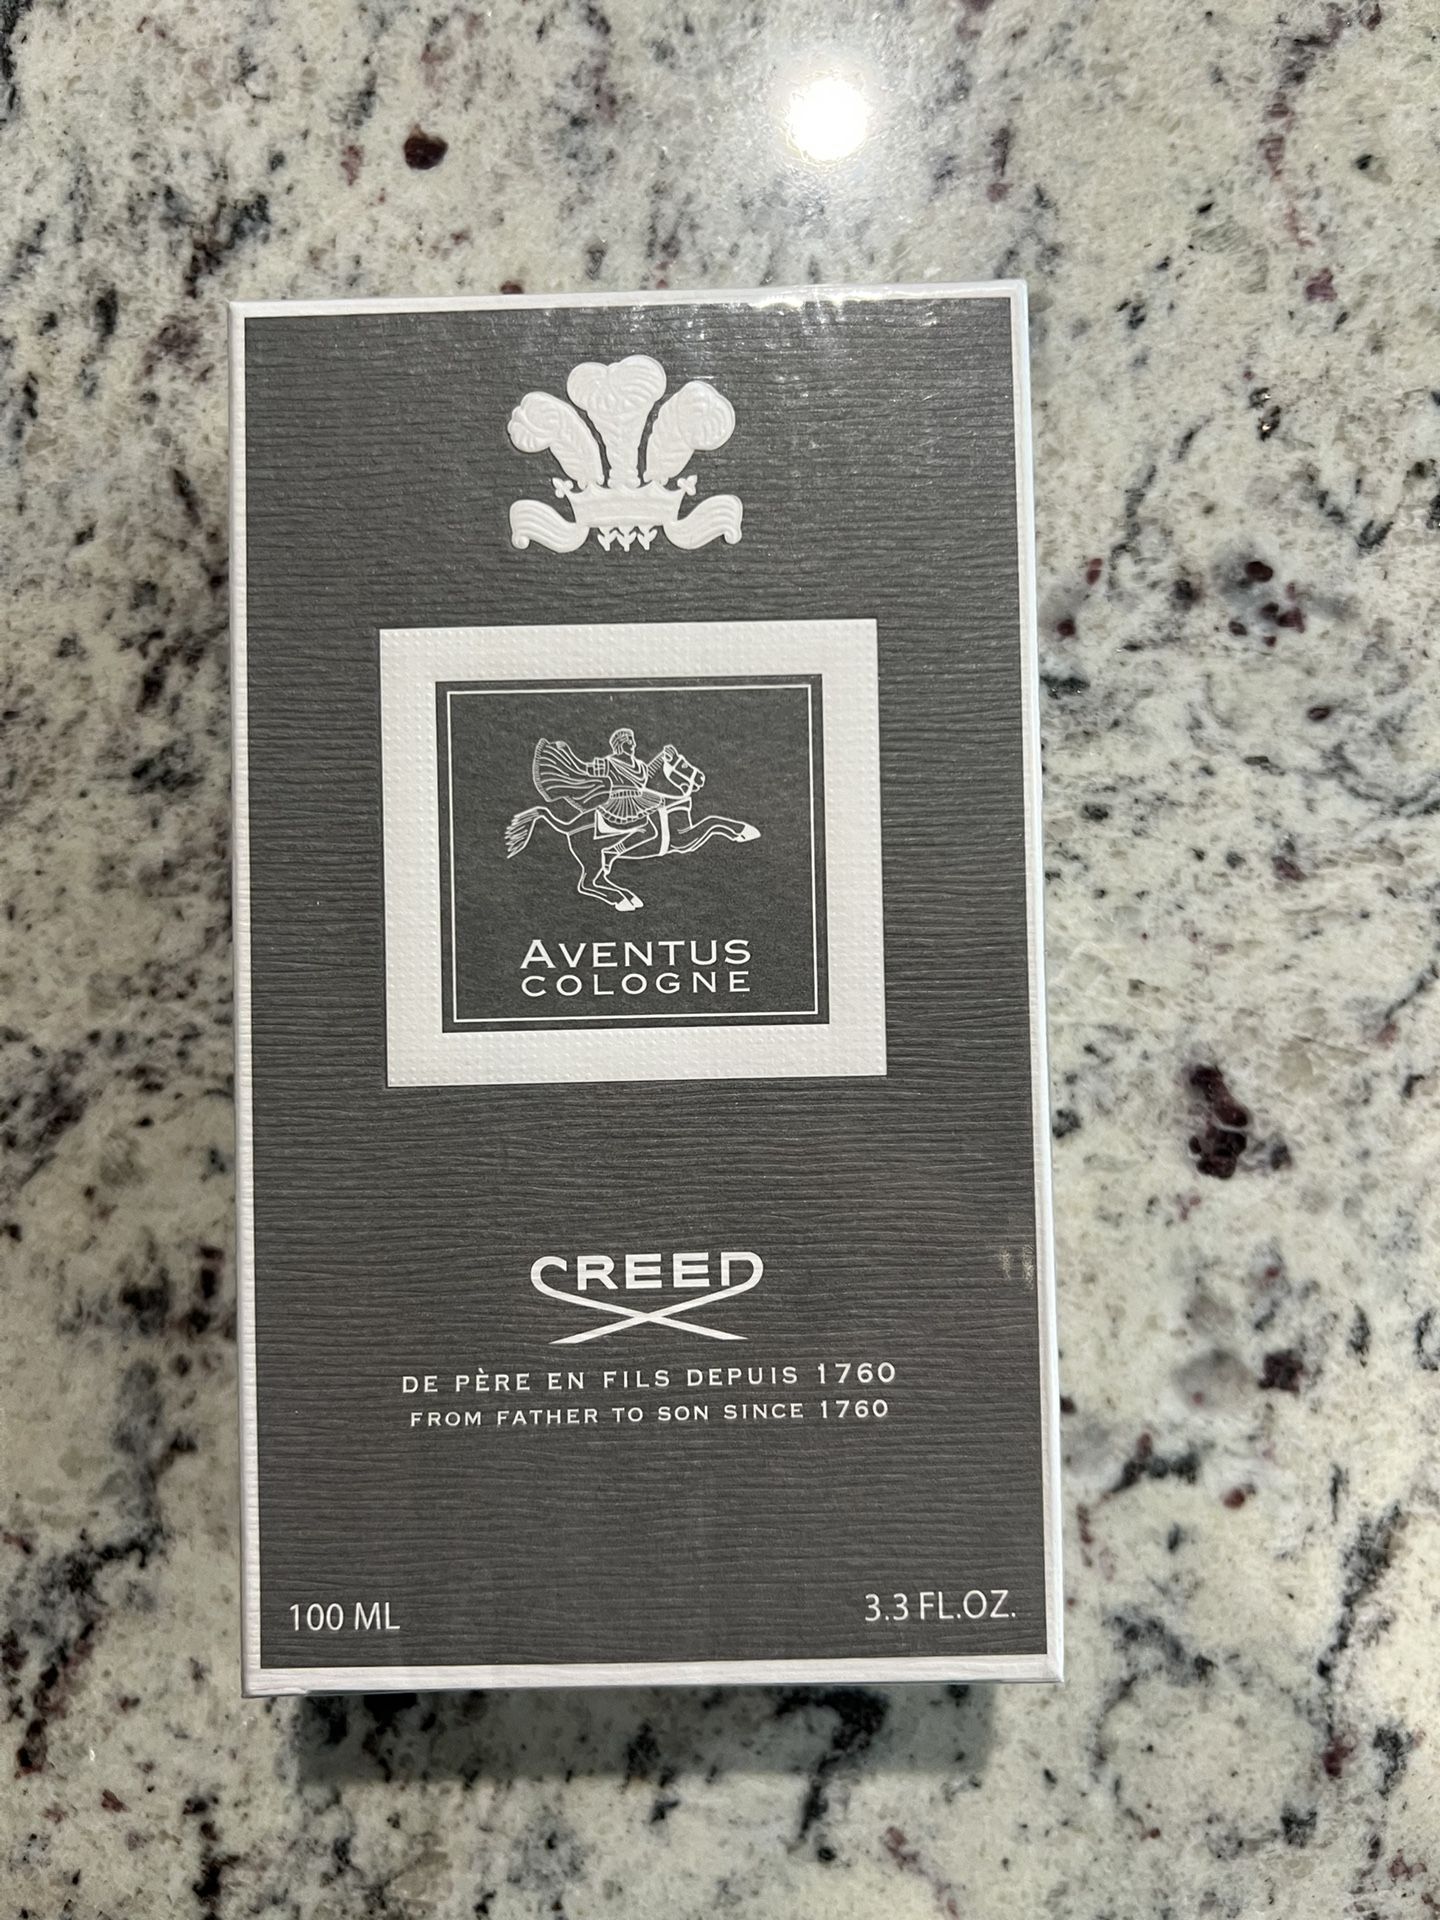 AVENTUS
COLOGNE
CREED
DE PÈRE EN FILS DEPUIS 1760
FROM FATHER TO SON SINCE 1760
100 ML
3.3 FL.OZ.